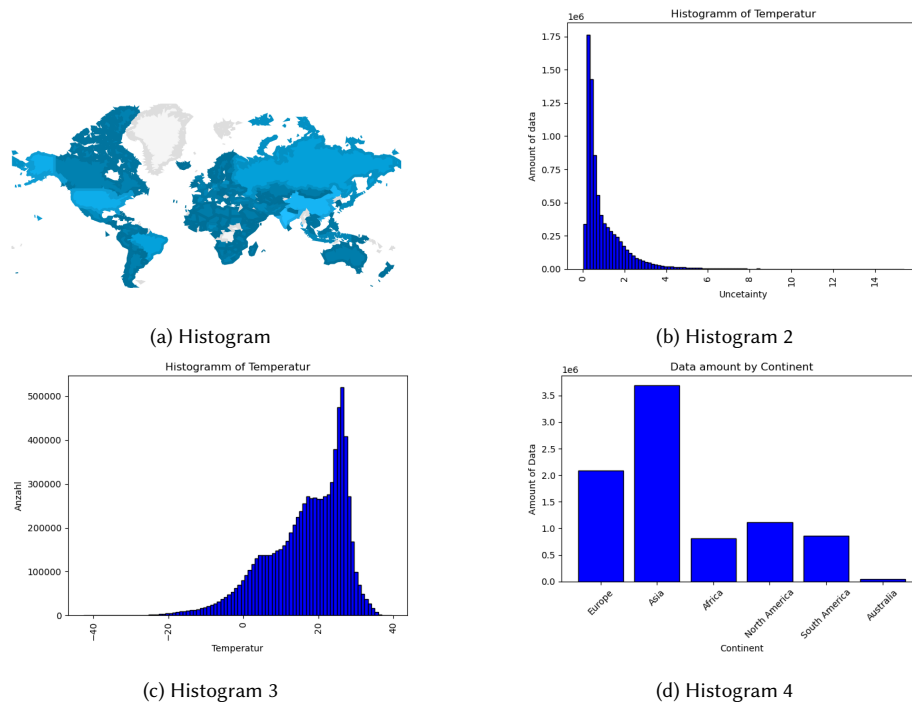 Histogramm of Temperatur
1e6
1.75
1.50
1.25
1.00
0.75
0.50
0.25
0.00
Amount of data
0 2 4 6 8 10 12 14
Uncetainty
(a) Histogram
(b) Histogram 2
Histogramm of Temperatur
500000
400000
300000
200000
100000
0
Anzahl
−40 −20 0 20 40
Temperatur
(c) Histogram 3
Data amount by Continent
1e6
3.5
3.0
2.5
2.0
1.5
1.0
0.5
0.0
Amount of Data
Europe Asia Africa North America South America Australia
Continent
(d) Histogram 4